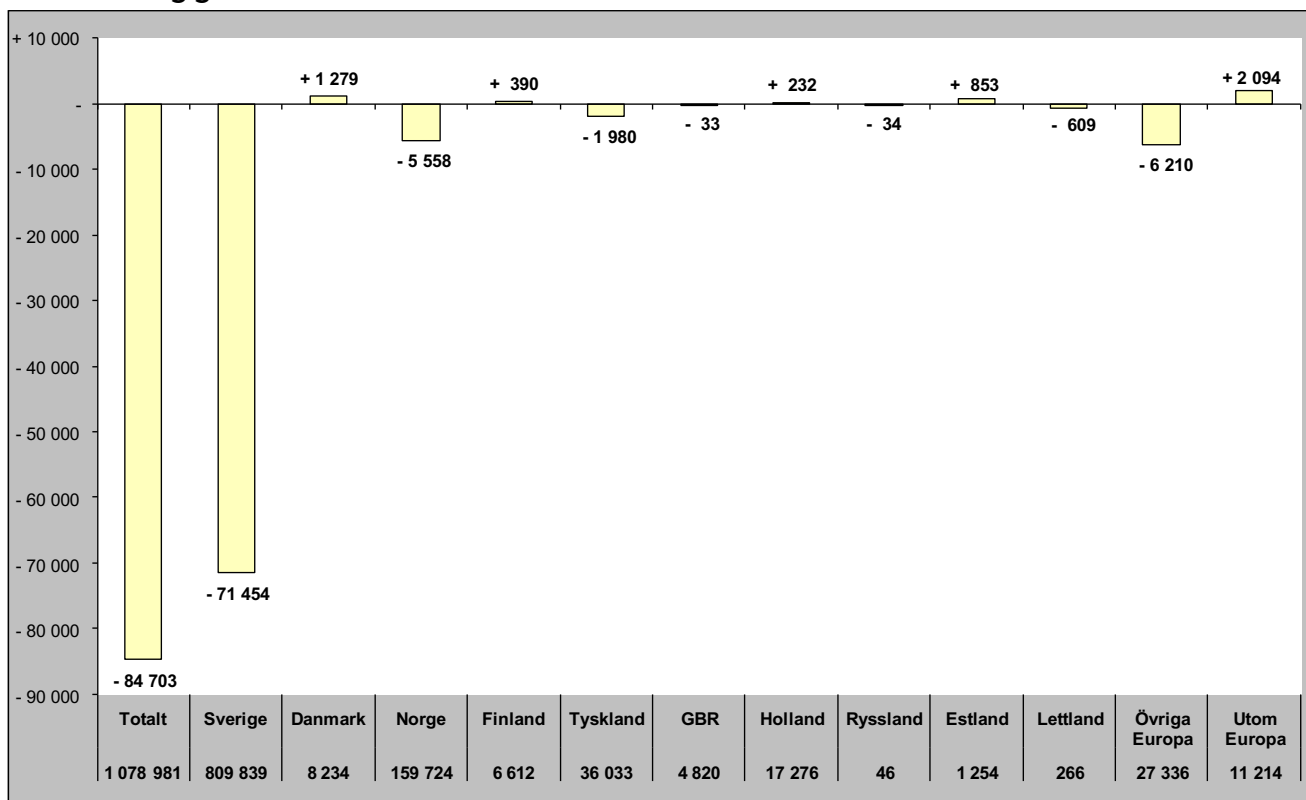 + 10 000
-
- 10 000
- 20 000
- 30 000
- 40 000
- 50 000
- 60 000
- 70 000
- 80 000
- 90 000
- 84 703
- 71 454
+ 1 279
- 5 558
+ 390
- 1 980
- 33
+ 232
- 34
+ 853
- 609
- 6 210
+ 2 094
Totalt Sverige Danmark Norge Finland Tyskland GBR Holland Ryssland Estland Lettland Övriga Europa Utom Europa
1 078 981 809 839 8 234 159 724 6 612 36 033 4 820 17 276 46 1 254 266 27 336 11 214